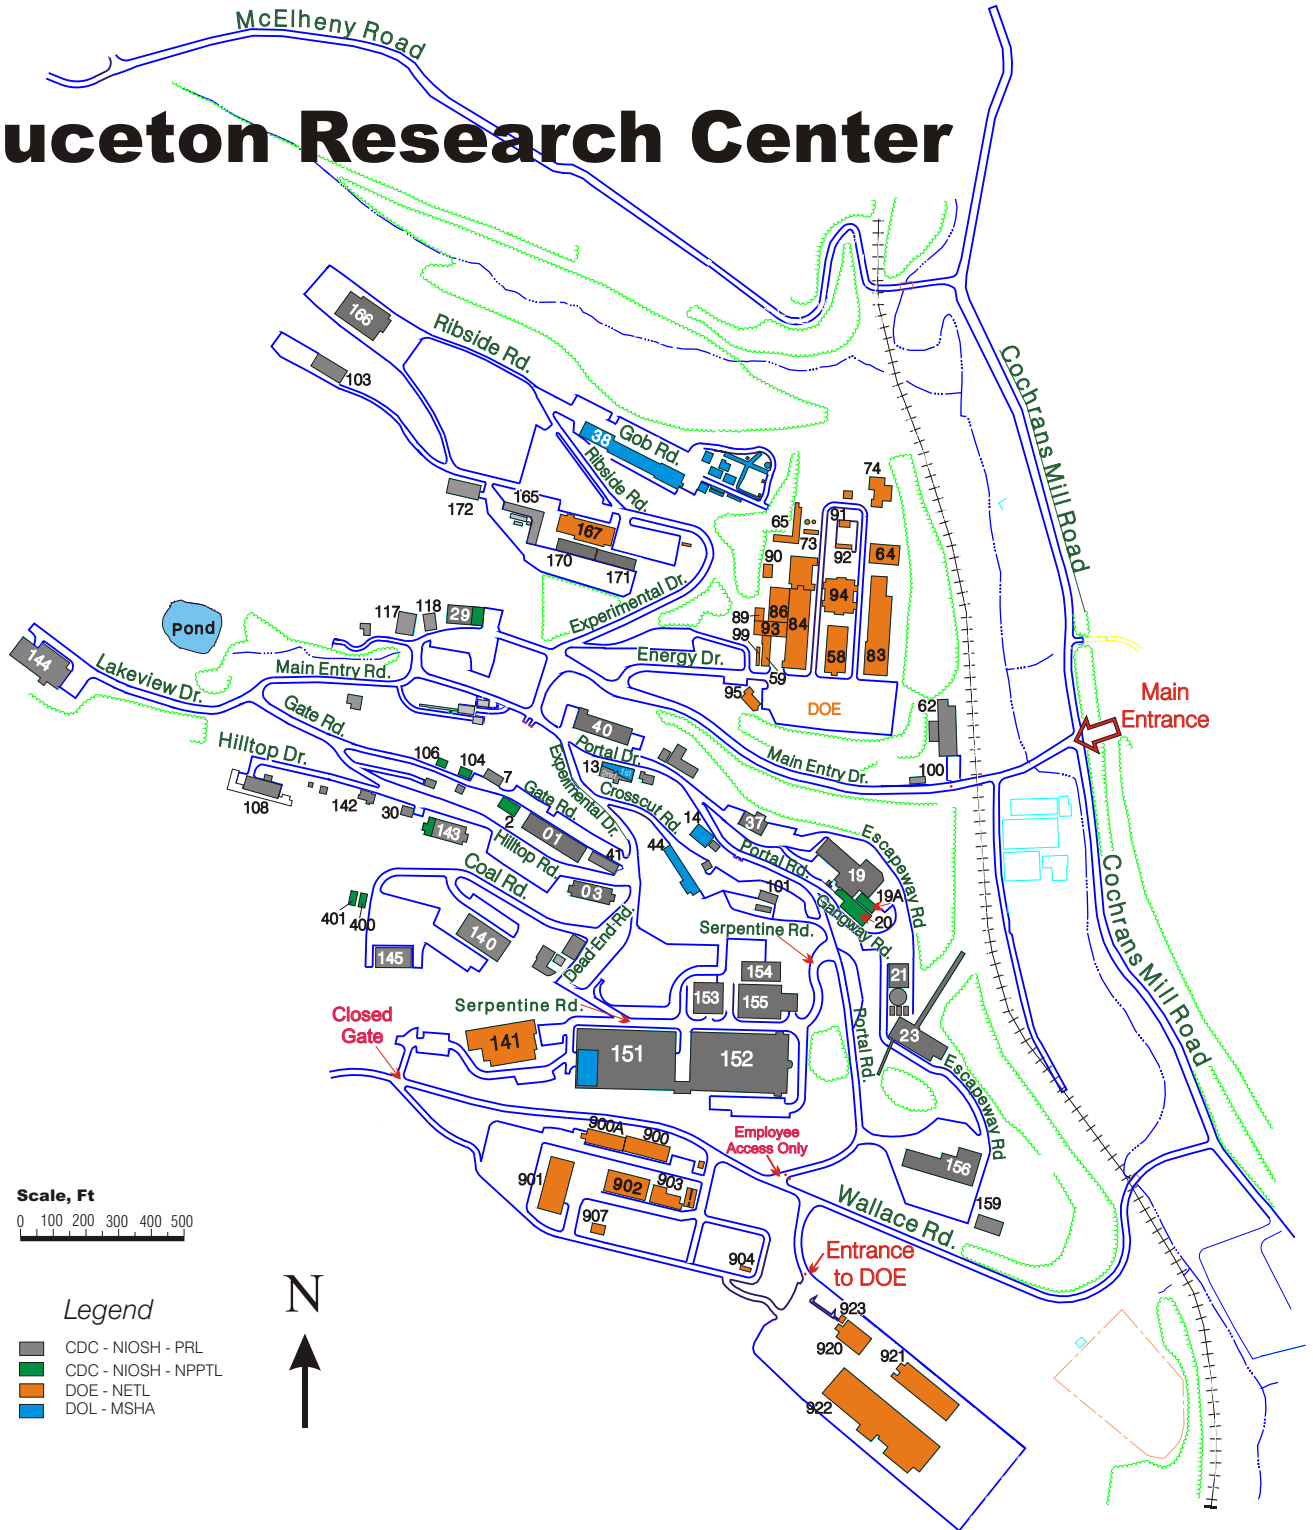 McElheny Road
uceton Research Center
Ribside Rd.
Cochrans Mill Road
166
103
38
Gob Rd.
Ribside Rd.
172
165
167
170
171
74
65
91
73
92
64
90
94
86
89
93
84
99
58
83
59
Experimental Dr.
Energy Dr.
95
DOE
62
100
Main
Entrance
Pond
117
118
29
144
Lakeview Dr.
Main Entry Rd.
Gate Rd.
Hilltop Dr.
40
Portal Dr.
Main Entry Dr.
106
104
7
13
Experimental Dr.
Crosscut Rd.
108
142
30
143
2
Gate Rd.
01
41
Hilltop Rd.
14
44
37
Portal Rd.
Escapeway Rd
19
19A
20
Gangway Rd.
Coal Rd.
03
101
401
400
140
145
Dead-End-Rd.
Serpentine Rd.
154
153
155
21
23
Cochrans Mill Road
Serpentine Rd.
Closed
Gate
141
151
152
Portal Rd.
Escapeway Rd
900A
900
Employee
Access Only
156
159
901
902
903
907
904
Wallace Rd.
Entrance
to DOE
923
920
921
922
Scale, Ft
0 100 200 300 400 500
N
Legend
CDC - NIOSH - PRL
CDC - NIOSH - NPPTL
DOE - NETL
DOL - MSHA